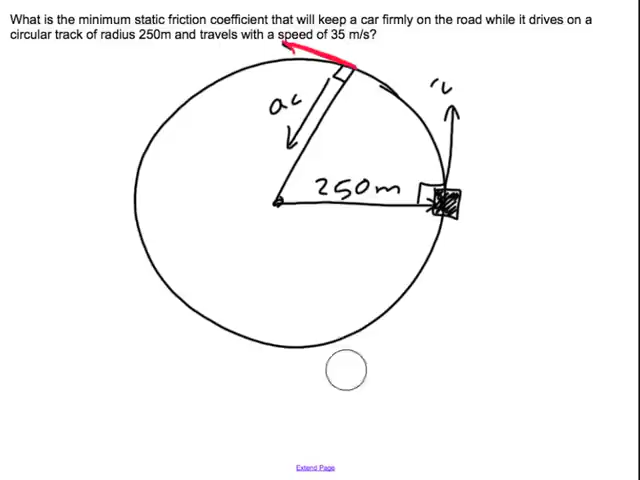 What is the minimum static friction coefficient that will keep a car firmly on the road while it drives on a
circular track of radius 250m and travels with a speed of 35 m/s?
ac
250m
Extend Page